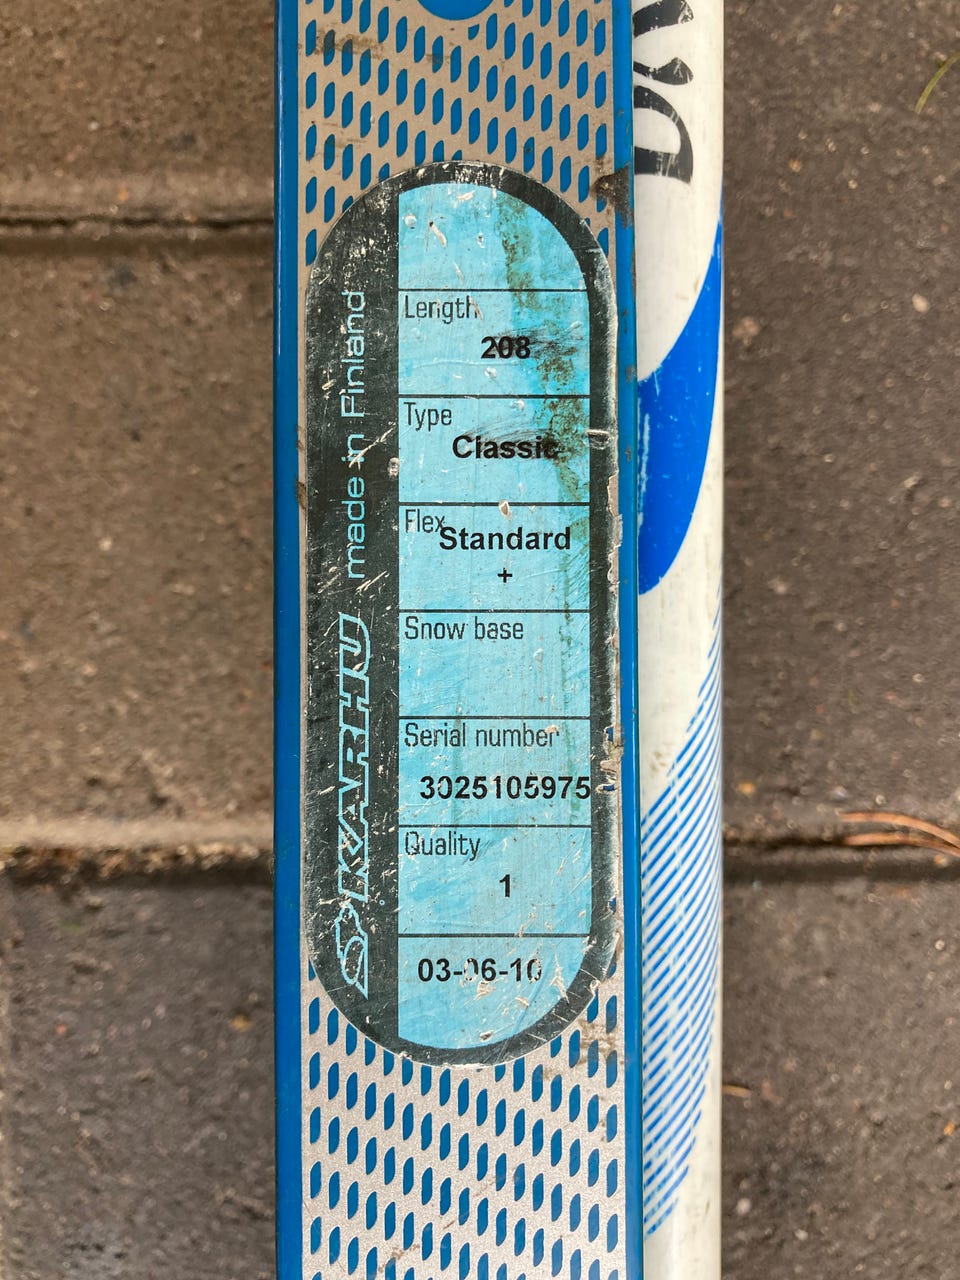 Length
208
Type
Classic
Flex
Standard
+
Snow base
Serial number
3025105975
Quality
1
03-06-10
KARHU made in Finland